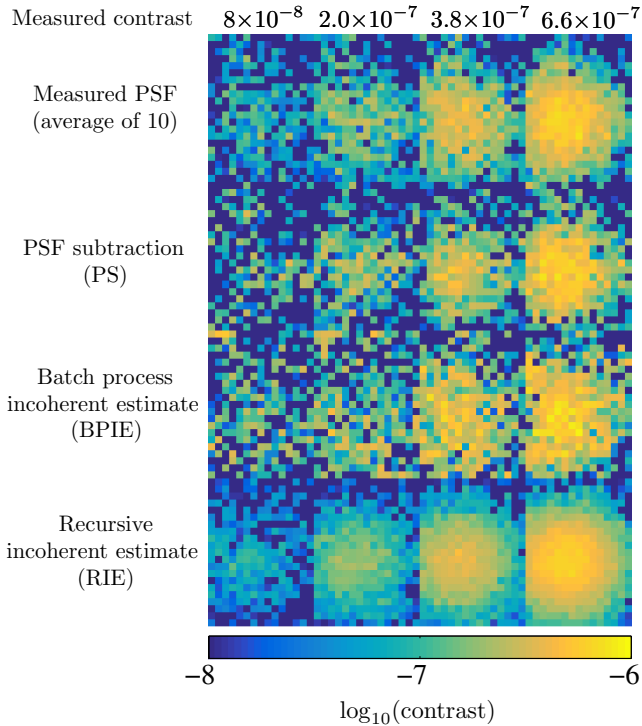 Measured contrast 8×10⁻⁸ 2.0×10⁻⁷ 3.8×10⁻⁷ 6.6×10⁻⁷
Measured PSF
(average of 10)
PSF subtraction
(PS)
Batch process
incoherent estimate
(BPIE)
Recursive
incoherent estimate
(RIE)
−8 −7 −6
log₁₀(contrast)